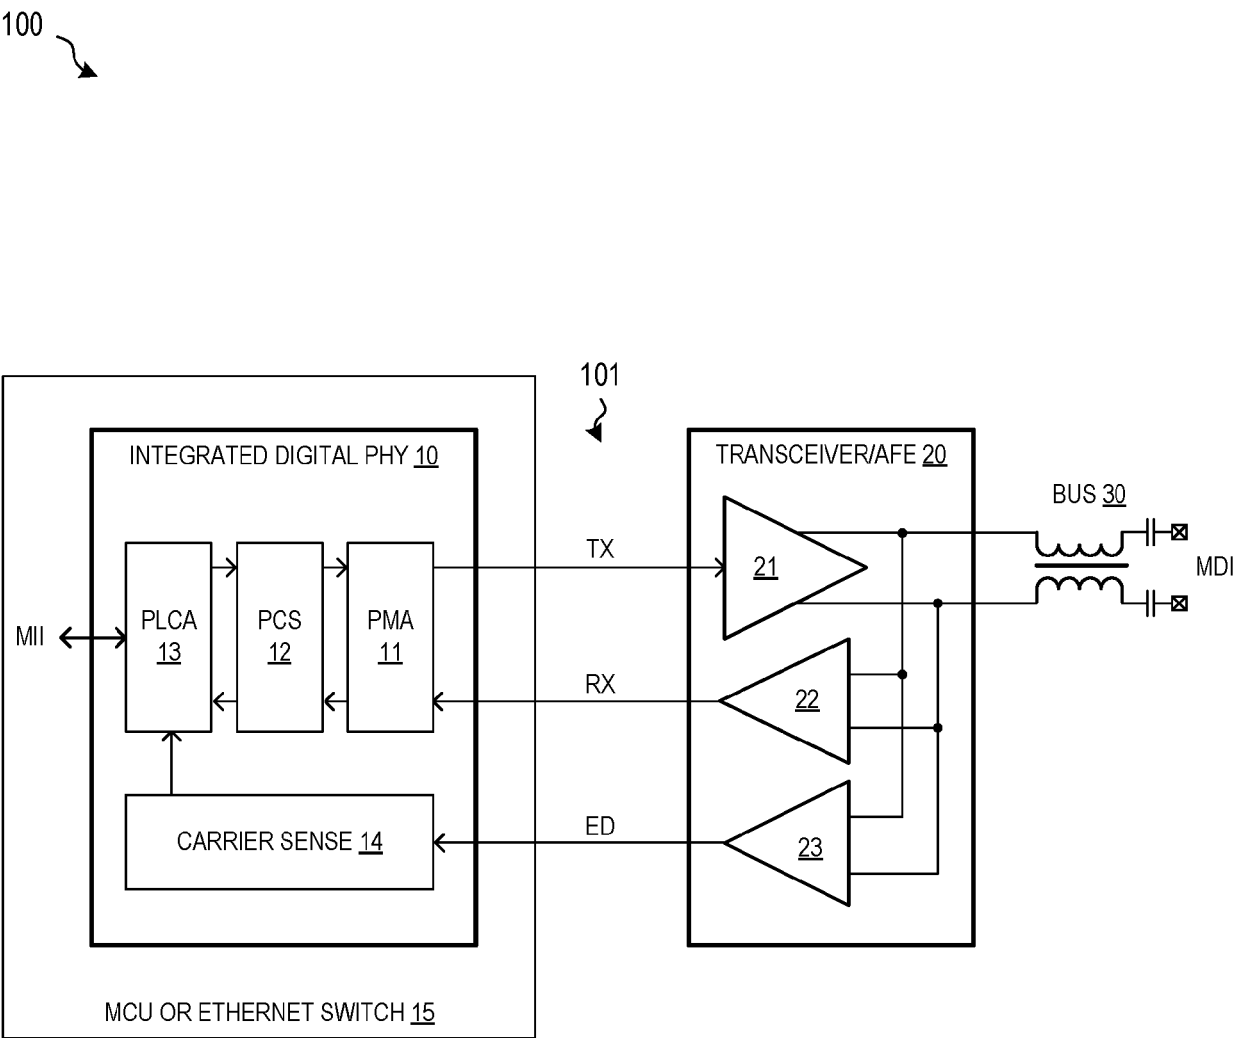 100
101
INTEGRATED DIGITAL PHY 10
TRANSCEIVER/AFE 20
BUS 30
TX
21
MDI
MII
PLCA
13
PCS
12
PMA
11
RX
22
ED
CARRIER SENSE 14
23
MCU OR ETHERNET SWITCH 15